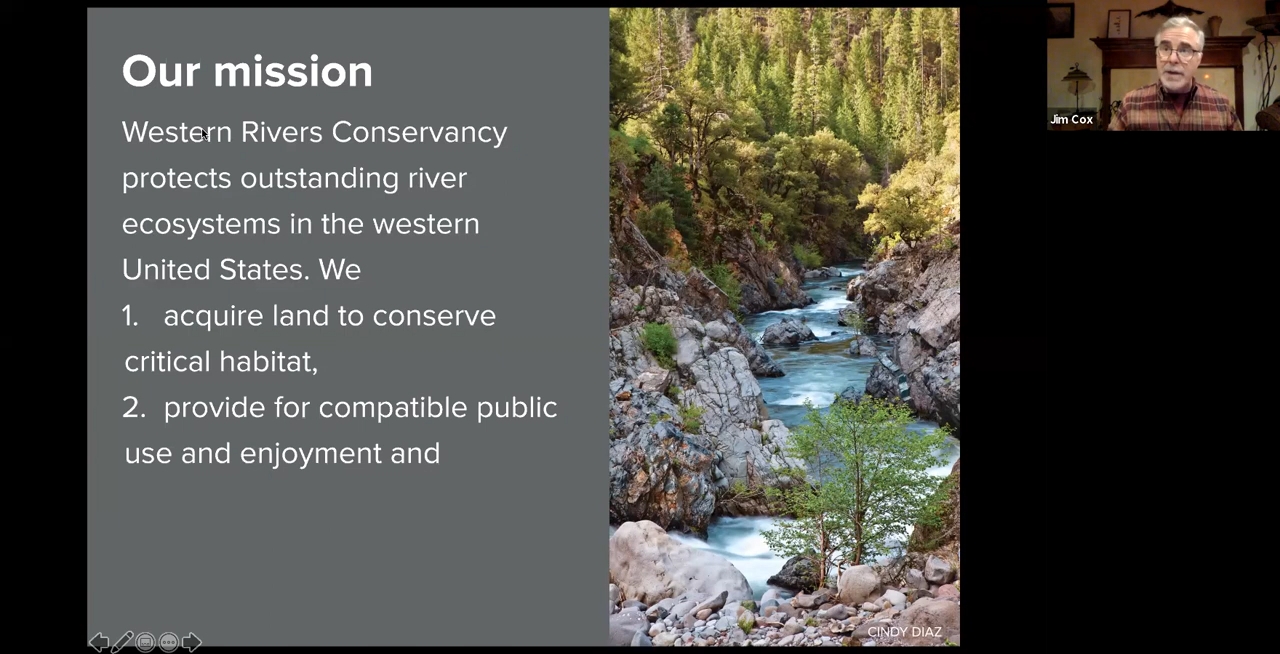 Our mission
Western Rivers Conservancy
protects outstanding river
ecosystems in the western
United States. We
1. acquire land to conserve
critical habitat,
2. provide for compatible public
use and enjoyment and
CINDY DIAZ
Jim Cox